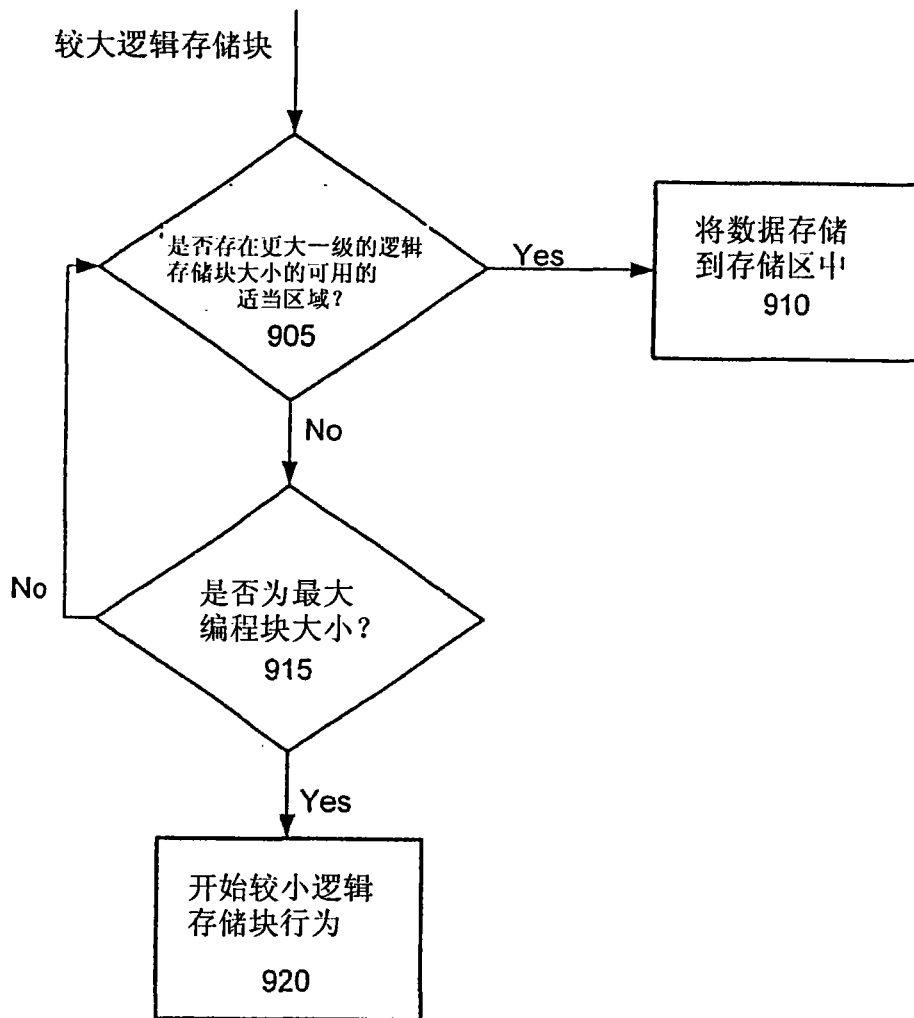 较大逻辑存储块
是否存在更大一级的逻辑
存储块大小的可用的
适当区域？
905
Yes
将数据存储
到存储区中
910
No
No
是否为最大
编程块大小？
915
Yes
开始较小逻辑
存储块行为
920